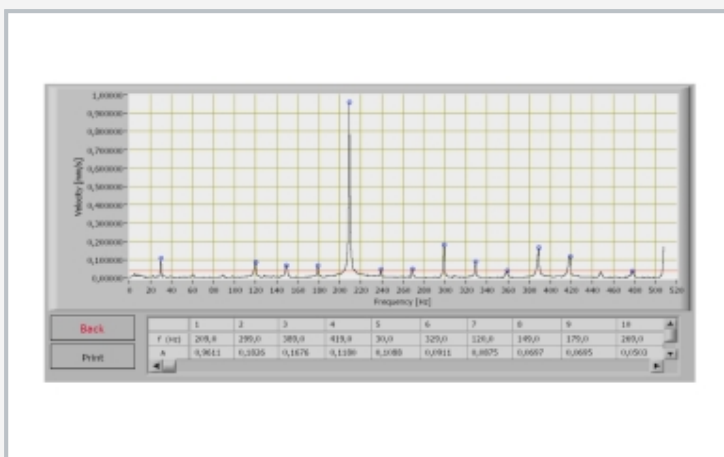 1,00000
0,900000
0,800000
0,700000
0,600000
0,500000
0,400000
0,300000
0,200000
0,100000
0,00000
Velocity [mm/s]
0 20 40 60 80 100 120 140 160 180 200 220 240 260 280 300 320 340 360 380 400 420 440 460 480 500 520
Frequency [Hz]
Back
Print
1 2 3 4 5 6 7 8 9 10
F (Hz) 209,0 299,0 389,0 419,0 30,0 329,0 120,0 149,0 179,0 269,0
A 0,9611 0,1826 0,1676 0,1180 0,1088 0,0911 0,0875 0,0697 0,0695 0,0503